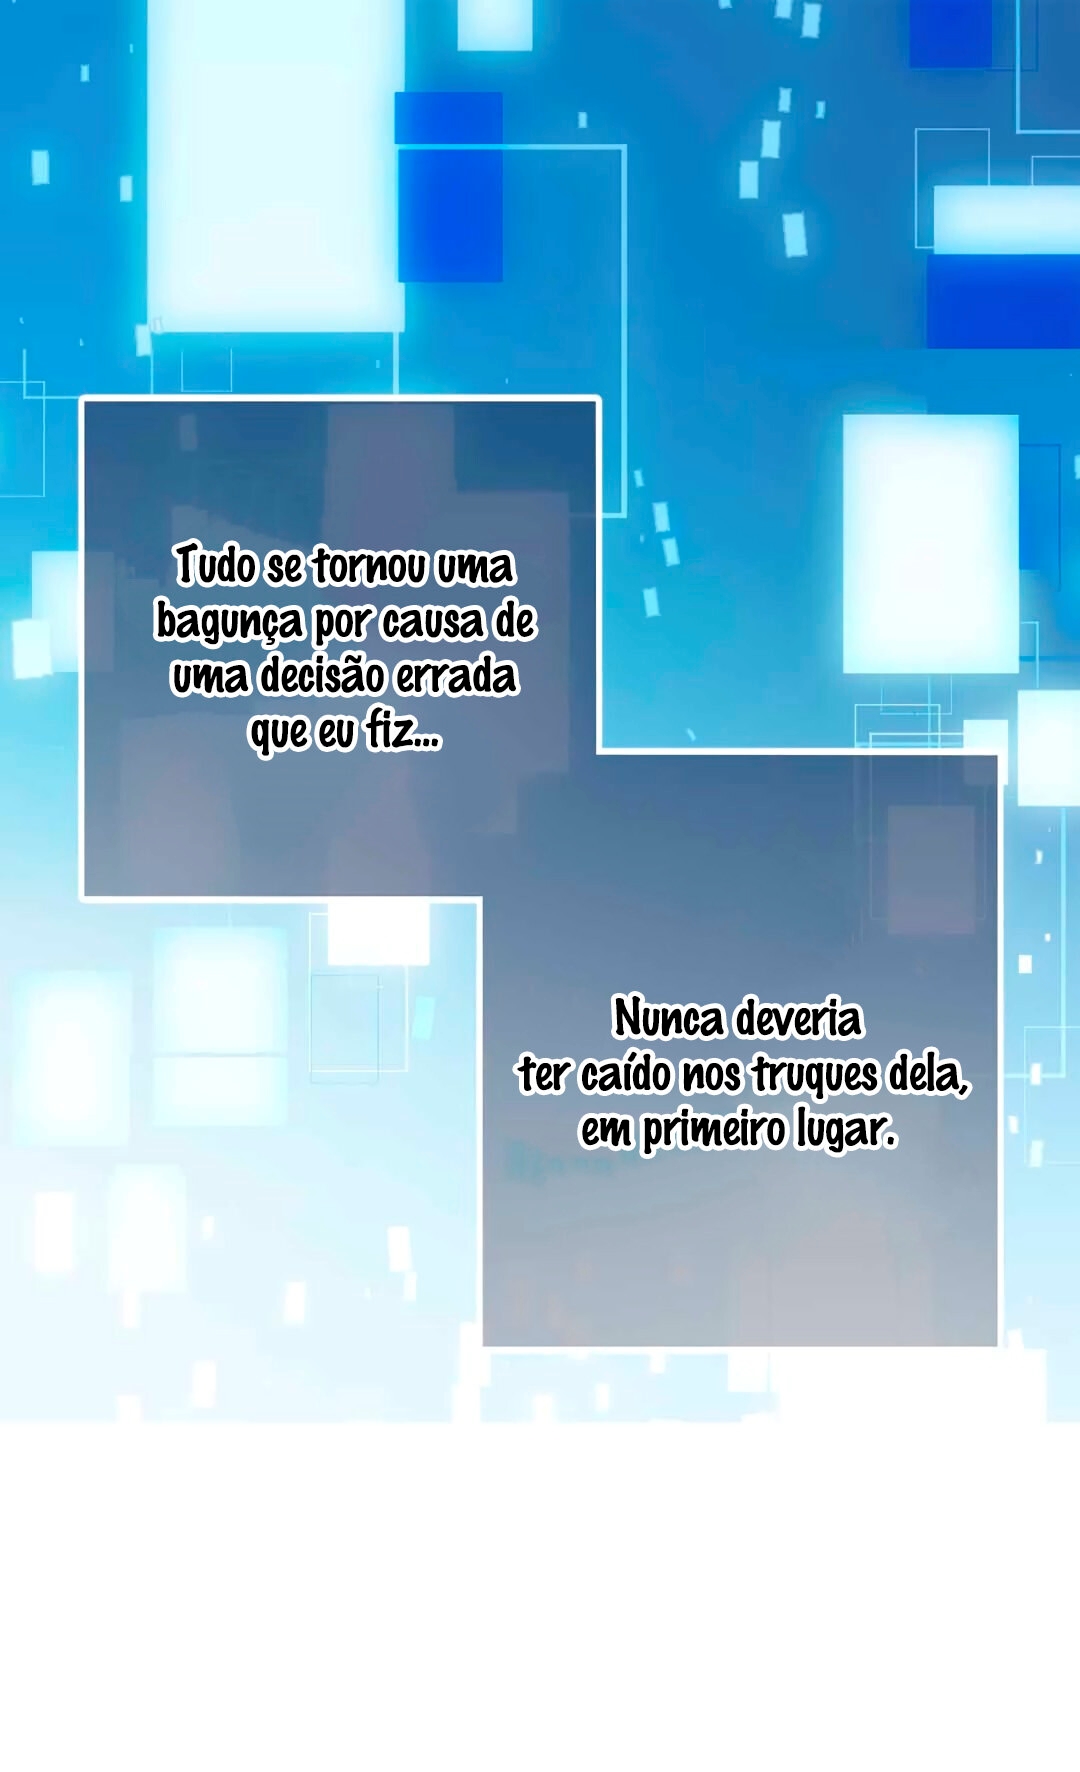 Tudo se tornou uma
bagunça por causa de
uma decisão errada
que eu fiz...
Nunca deveria
ter caído nos truques dela,
em primeiro lugar.